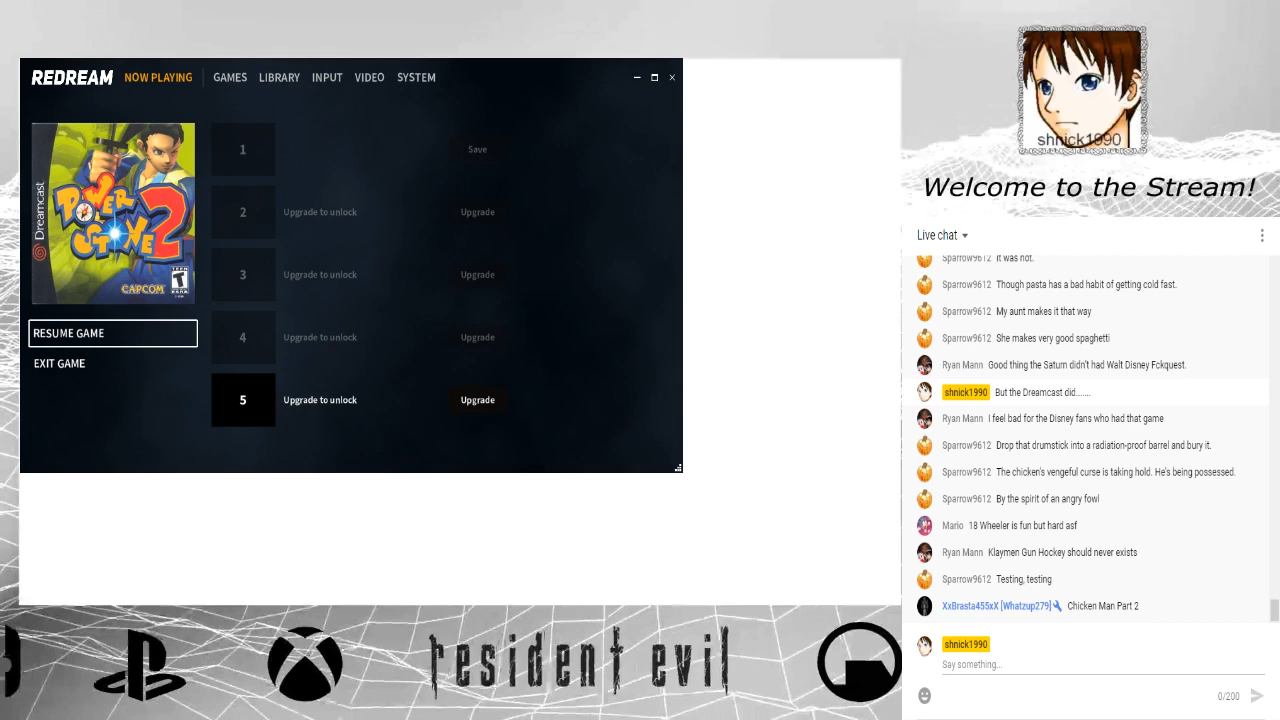 REDREAM NOW PLAYING GAMES LIBRARY INPUT VIDEO SYSTEM
Dreamcast
POWER
STONE 2
TEEN
T
CAPCOM
RESUME GAME
EXIT GAME
1 Save
2 Upgrade to unlock Upgrade
3 Upgrade to unlock Upgrade
4 Upgrade to unlock Upgrade
5 Upgrade to unlock Upgrade
resident evil
shnick1990
Welcome to the Stream!
Live chat
Sparrow9612 It was not.
Sparrow9612 Though pasta has a bad habit of getting cold fast.
Sparrow9612 My aunt makes it that way
Sparrow9612 She makes very good spaghetti
Ryan Mann Good thing the Saturn didn't had Walt Disney Fckquest.
shnick1990 But the Dreamcast did.......
Ryan Mann I feel bad for the Disney fans who had that game
Sparrow9612 Drop that drumstick into a radiation-proof barrel and bury it.
Sparrow9612 The chicken's vengeful curse is taking hold. He's being possessed.
Sparrow9612 By the spirit of an angry fowl
Mario 18 Wheeler is fun but hard asf
Ryan Mann Klaymen Gun Hockey should never exists
Sparrow9612 Testing, testing
XxBrasta455xX [Whatzup279] Chicken Man Part 2
shnick1990
Say something...
0/200